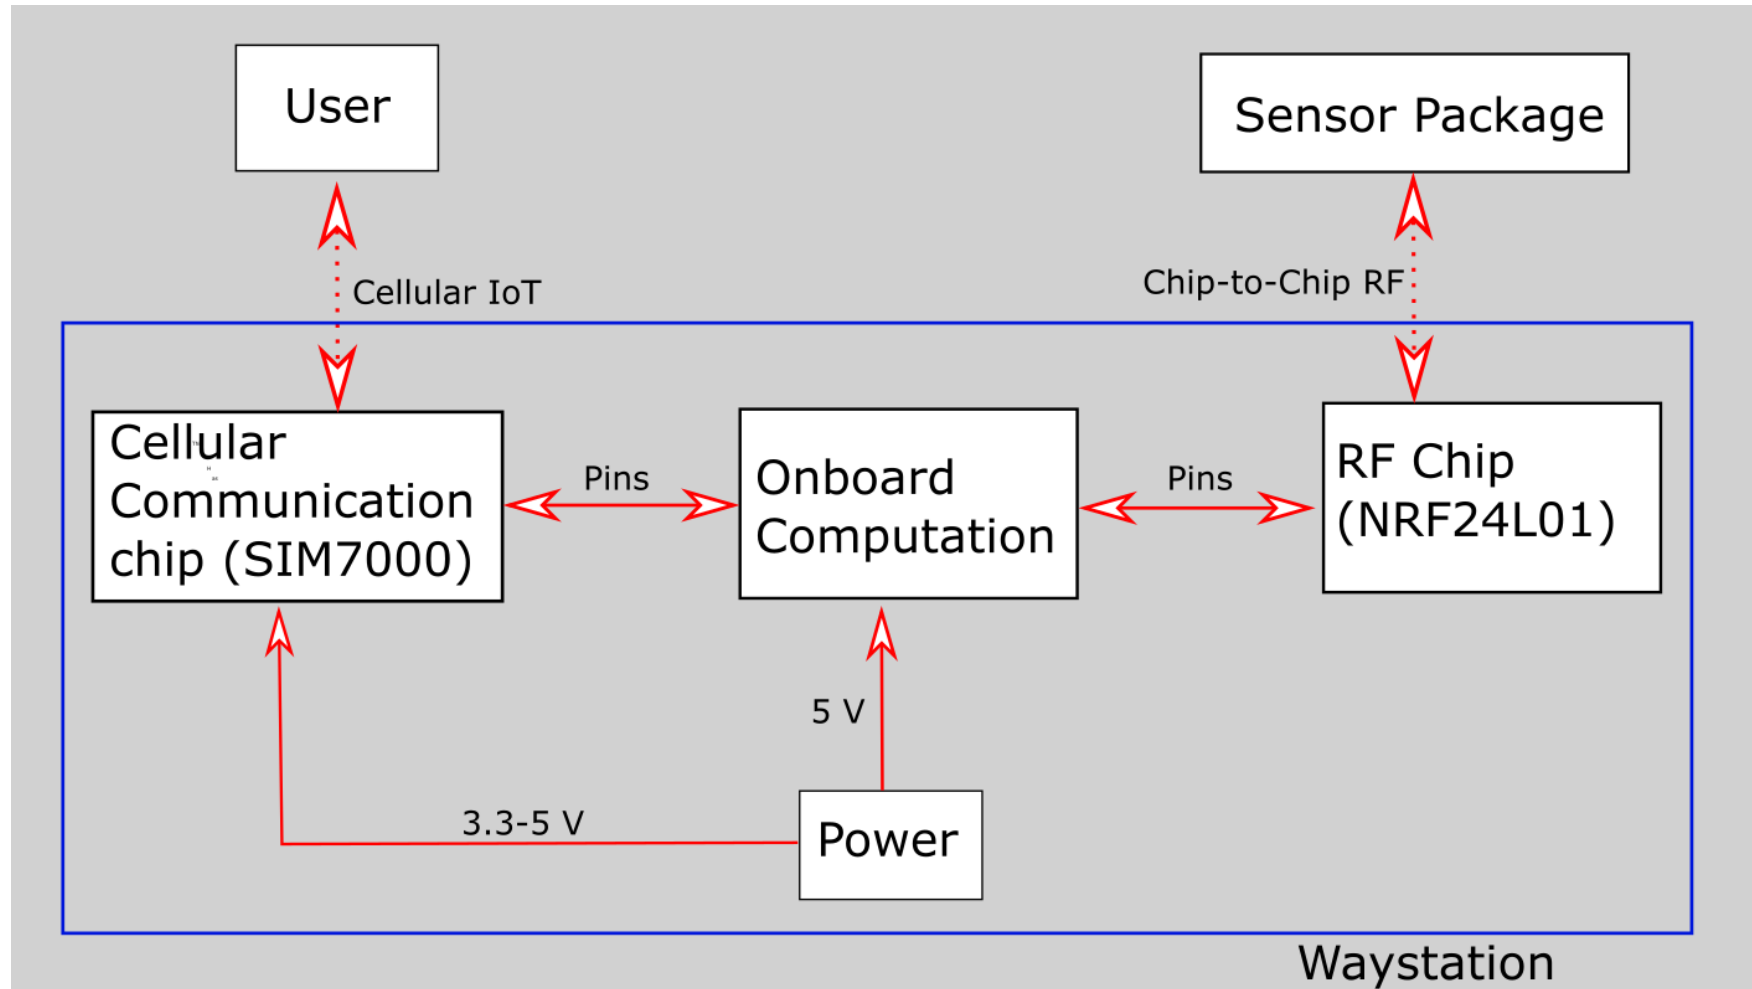 User
Sensor Package
Cellular IoT
Chip-to-Chip RF
Cellular
Communication
chip (SIM7000)
Pins
Onboard
Computation
Pins
RF Chip
(NRF24L01)
5 V
3.3-5 V
Power
Waystation